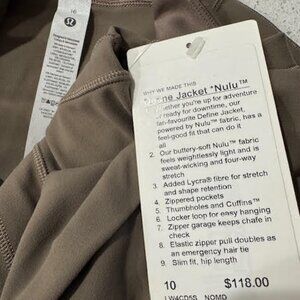 10
lululemon
WHY WE MADE THIS
Define Jacket *Nulu™
Whether you're up for adventure
or ready for downtime, our
fan-favourite Define Jacket,
powered by Nulu™ fabric, has a
feel-good fit that can do it
all
2 Our buttery-soft Nulu™ fabric
feels weightlessly light and is
sweat-wicking and four-way
stretch
3 Added Lycra® fibre for stretch
and shape retention
4 Zippered pockets
5 Thumbholes and Cuffins™
6 Locker loop for easy hanging
7 Zipper garage keeps chafe in
check
8 Elastic zipper pull doubles as
an emergency hair tie
9 Slim fit, hip length
10 $118.00
LW4CD5S NOMD